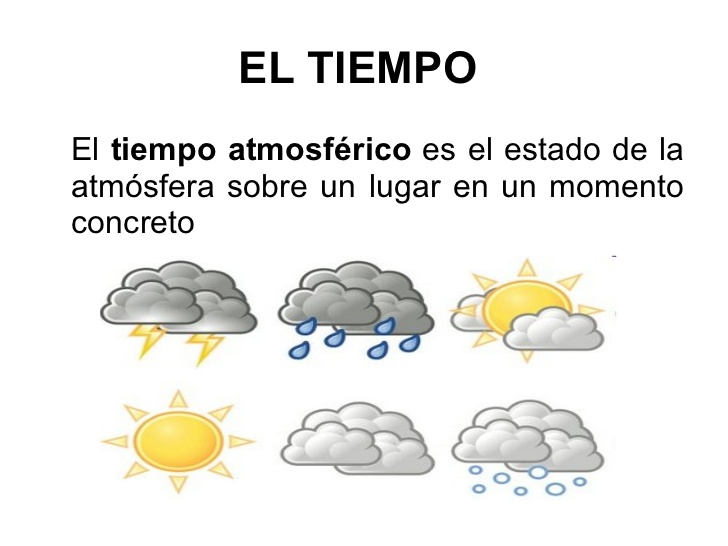 EL TIEMPO
El tiempo atmosférico es el estado de la
atmósfera sobre un lugar en un momento
concreto